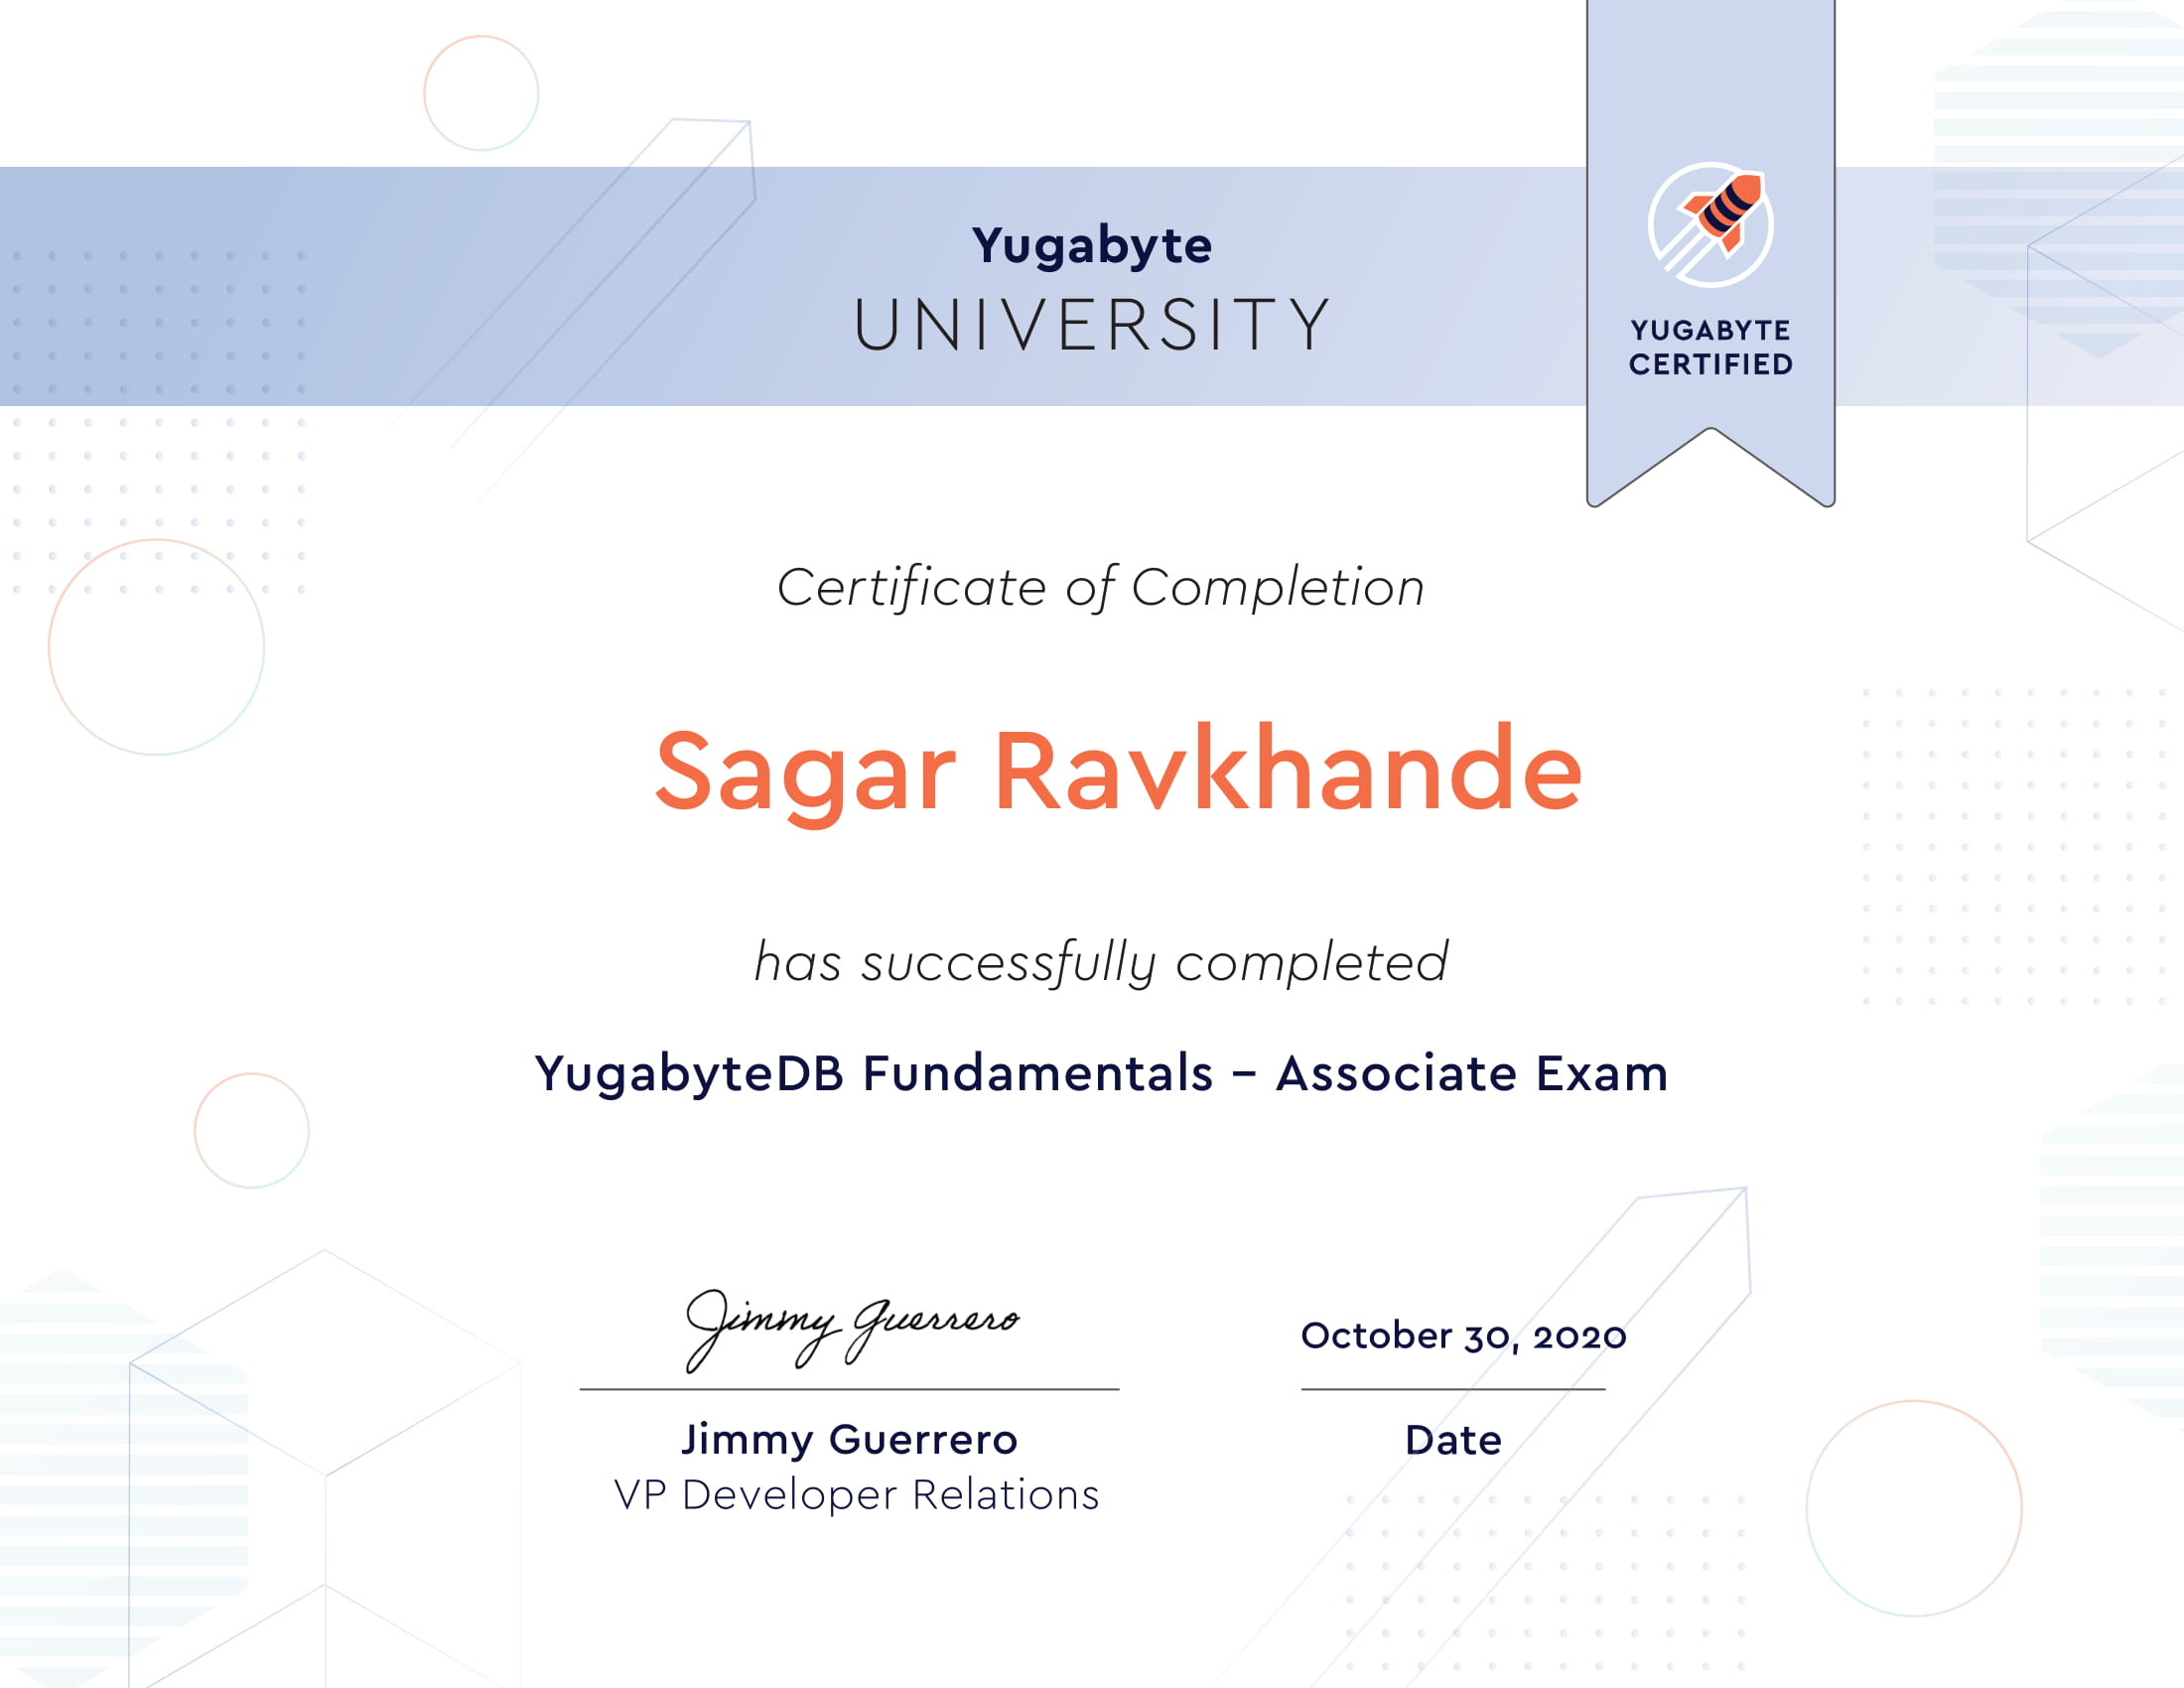 Yugabyte
UNIVERSITY
YUGABYTE
CERTIFIED
Certificate of Completion
Sagar Ravkhande
has successfully completed
YugabyteDB Fundamentals – Associate Exam
Jimmy Guerrero
October 30, 2020
Jimmy Guerrero
Date
VP Developer Relations